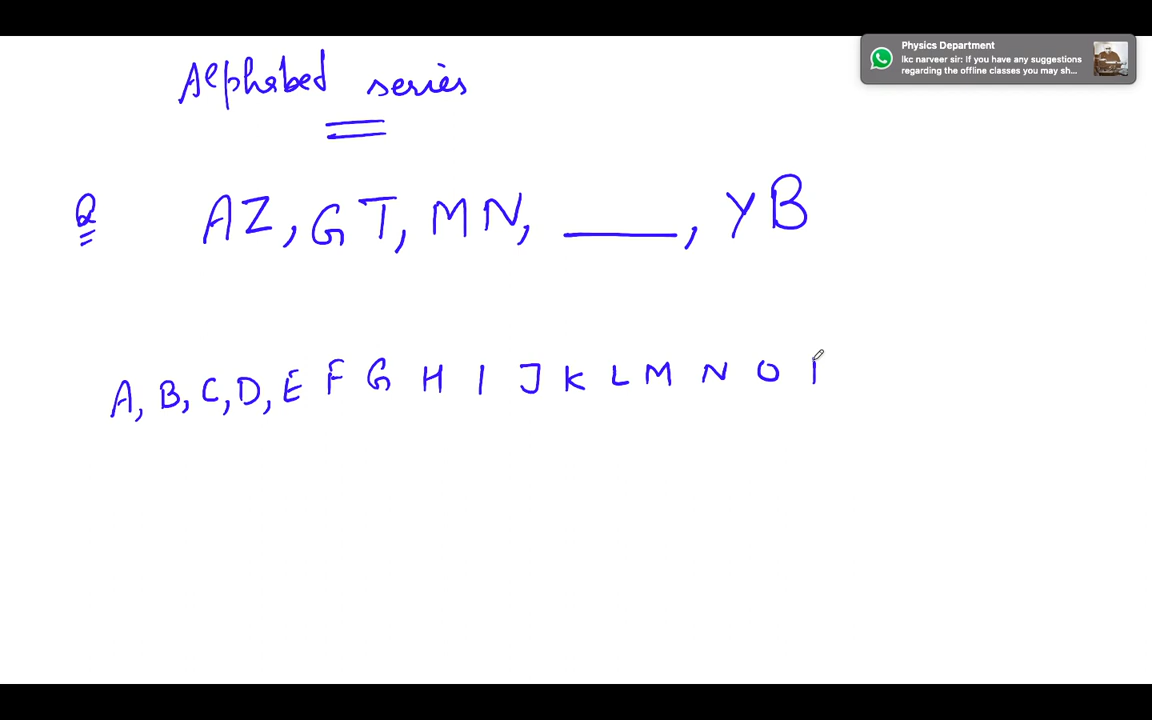 Physics Department
lkc narveer sir: If you have any suggestions
regarding the offline classes you may sh...
Alphabed series
Q AZ, GT, MN, ____, YB
A, B, C, D, E F G H I J K L M N O